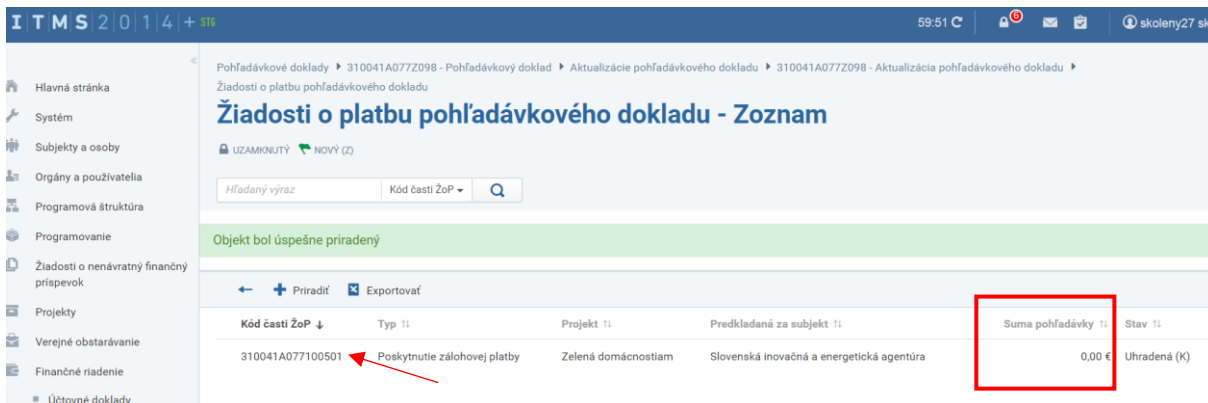 ITMS2014+ STG
59:51
6
skoleny27 sk
Pohľadávkové doklady ▶ 310041A077Z098 - Pohľadávkový doklad ▶ Aktualizácie pohľadávkového dokladu ▶ 310041A077Z098 - Aktualizácia pohľadávkového dokladu ▶
Žiadosti o platbu pohľadávkového dokladu
Žiadosti o platbu pohľadávkového dokladu - Zoznam
UZAMKNUTÝ NOVÝ (Z)
Hľadaný výraz Kód časti ŽoP
Objekt bol úspešne priradený
Priradiť Exportovať
Kód časti ŽoP Typ Projekt Predkladaná za subjekt Suma pohľadávky Stav
310041A077100501 Poskytnutie zálohovej platby Zelená domácnostiam Slovenská inovačná a energetická agentúra 0,00 € Uhradená (K)
Hlavná stránka
Systém
Subjekty a osoby
Orgány a používatelia
Programová štruktúra
Programovanie
Žiadosti o nenávratný finančný
príspevok
Projekty
Verejné obstarávanie
Finančné riadenie
Účtovné doklady